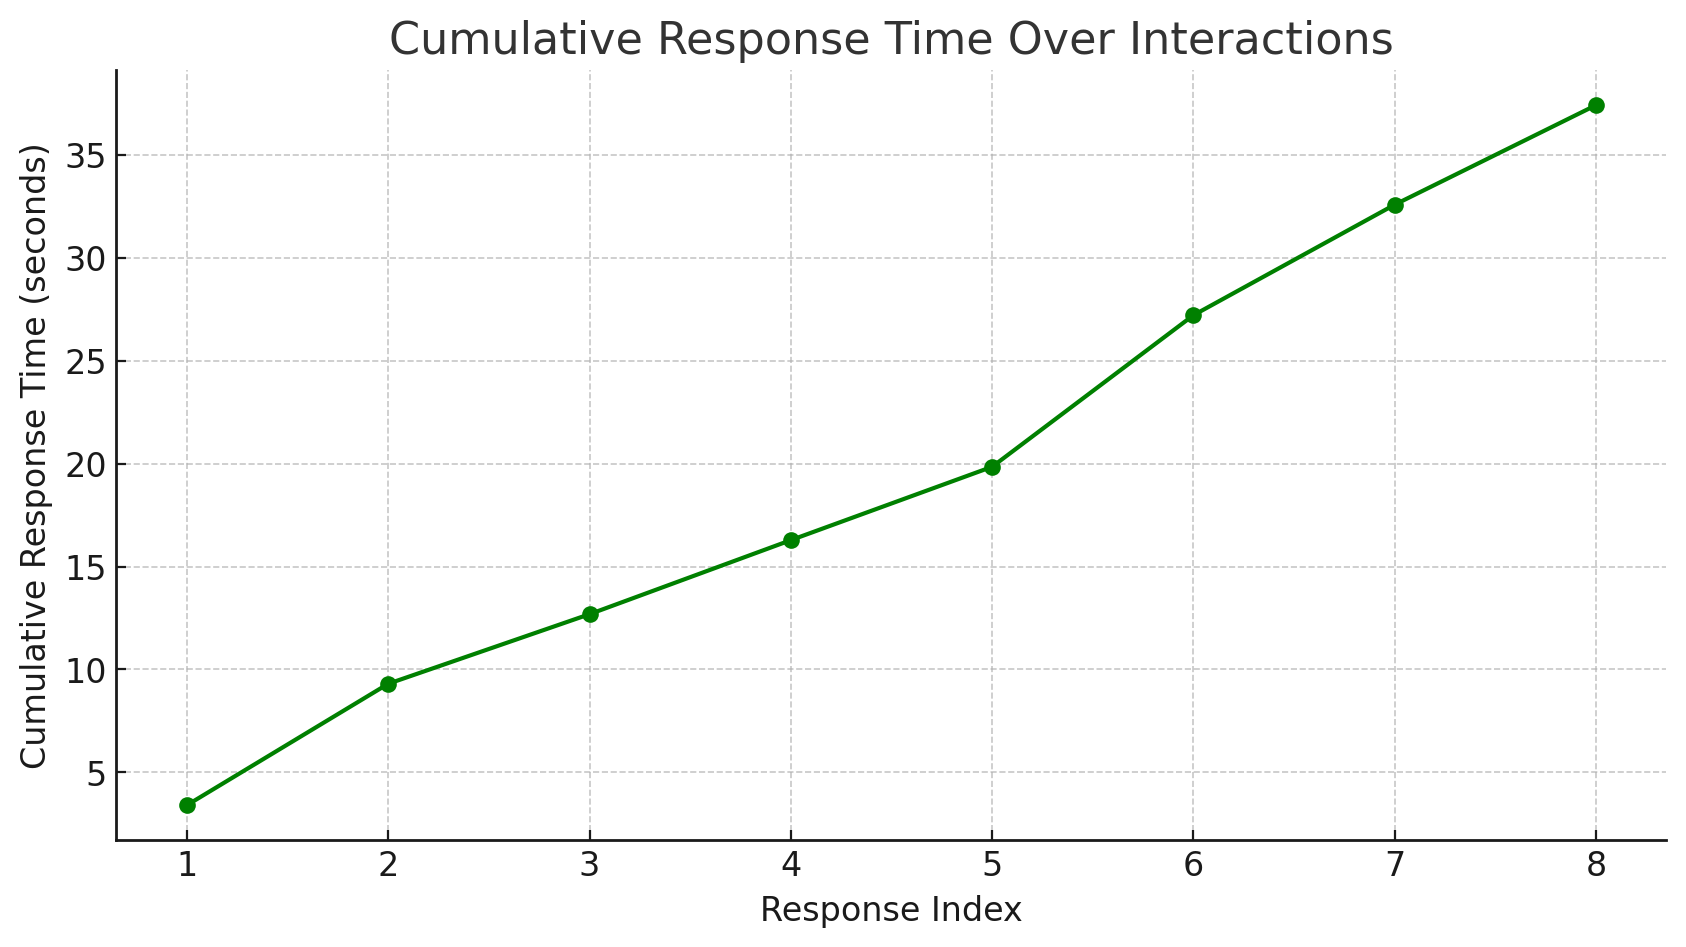 Cumulative Response Time Over Interactions
Cumulative Response Time (seconds)
35
30
25
20
15
10
5
1 2 3 4 5 6 7 8
Response Index